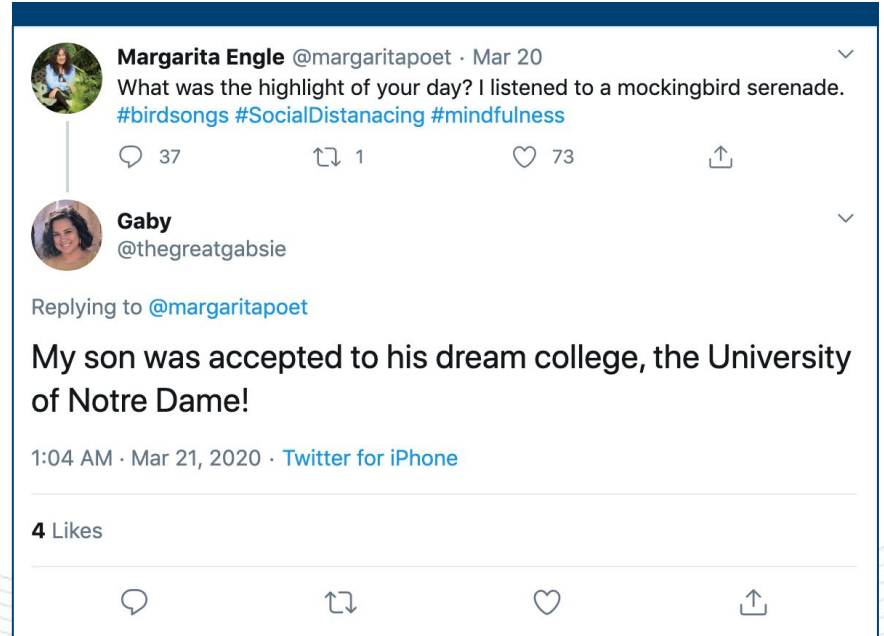 Margarita Engle @margaritapoet · Mar 20
What was the highlight of your day? I listened to a mockingbird serenade.
#birdsongs #SocialDistanacing #mindfulness
37 1 73
Gaby
@thegreatgabsie
Replying to @margaritapoet
My son was accepted to his dream college, the University
of Notre Dame!
1:04 AM · Mar 21, 2020 · Twitter for iPhone
4 Likes